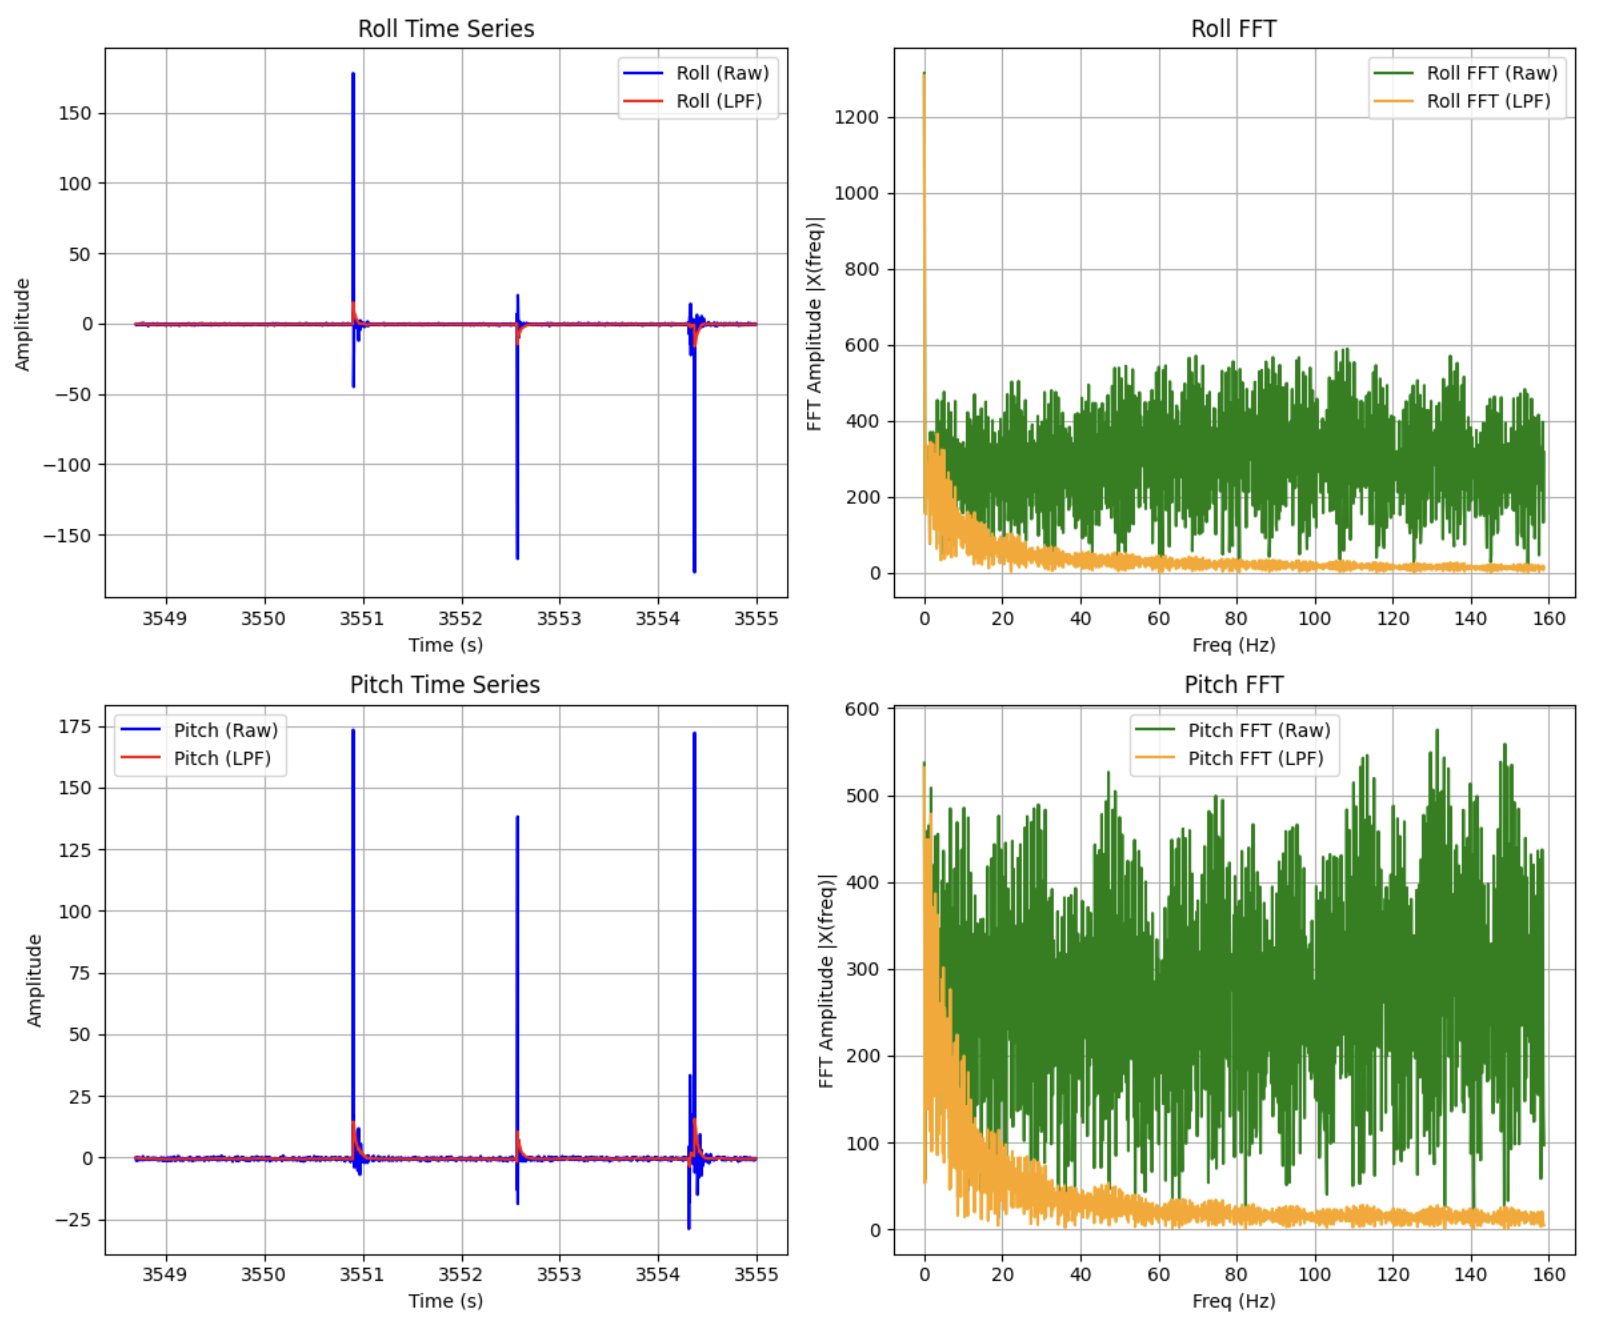 Roll Time Series
Roll (Raw)
Roll (LPF)
150
100
50
0
−50
−100
−150
Amplitude
3549 3550 3551 3552 3553 3554 3555
Time (s)
Roll FFT
Roll FFT (Raw)
Roll FFT (LPF)
1200
1000
800
600
400
200
0
FFT Amplitude |X(freq)|
0 20 40 60 80 100 120 140 160
Freq (Hz)
Pitch Time Series
Pitch (Raw)
Pitch (LPF)
175
150
125
100
75
50
25
0
−25
Amplitude
3549 3550 3551 3552 3553 3554 3555
Time (s)
Pitch FFT
Pitch FFT (Raw)
Pitch FFT (LPF)
600
500
400
300
200
100
0
FFT Amplitude |X(freq)|
0 20 40 60 80 100 120 140 160
Freq (Hz)